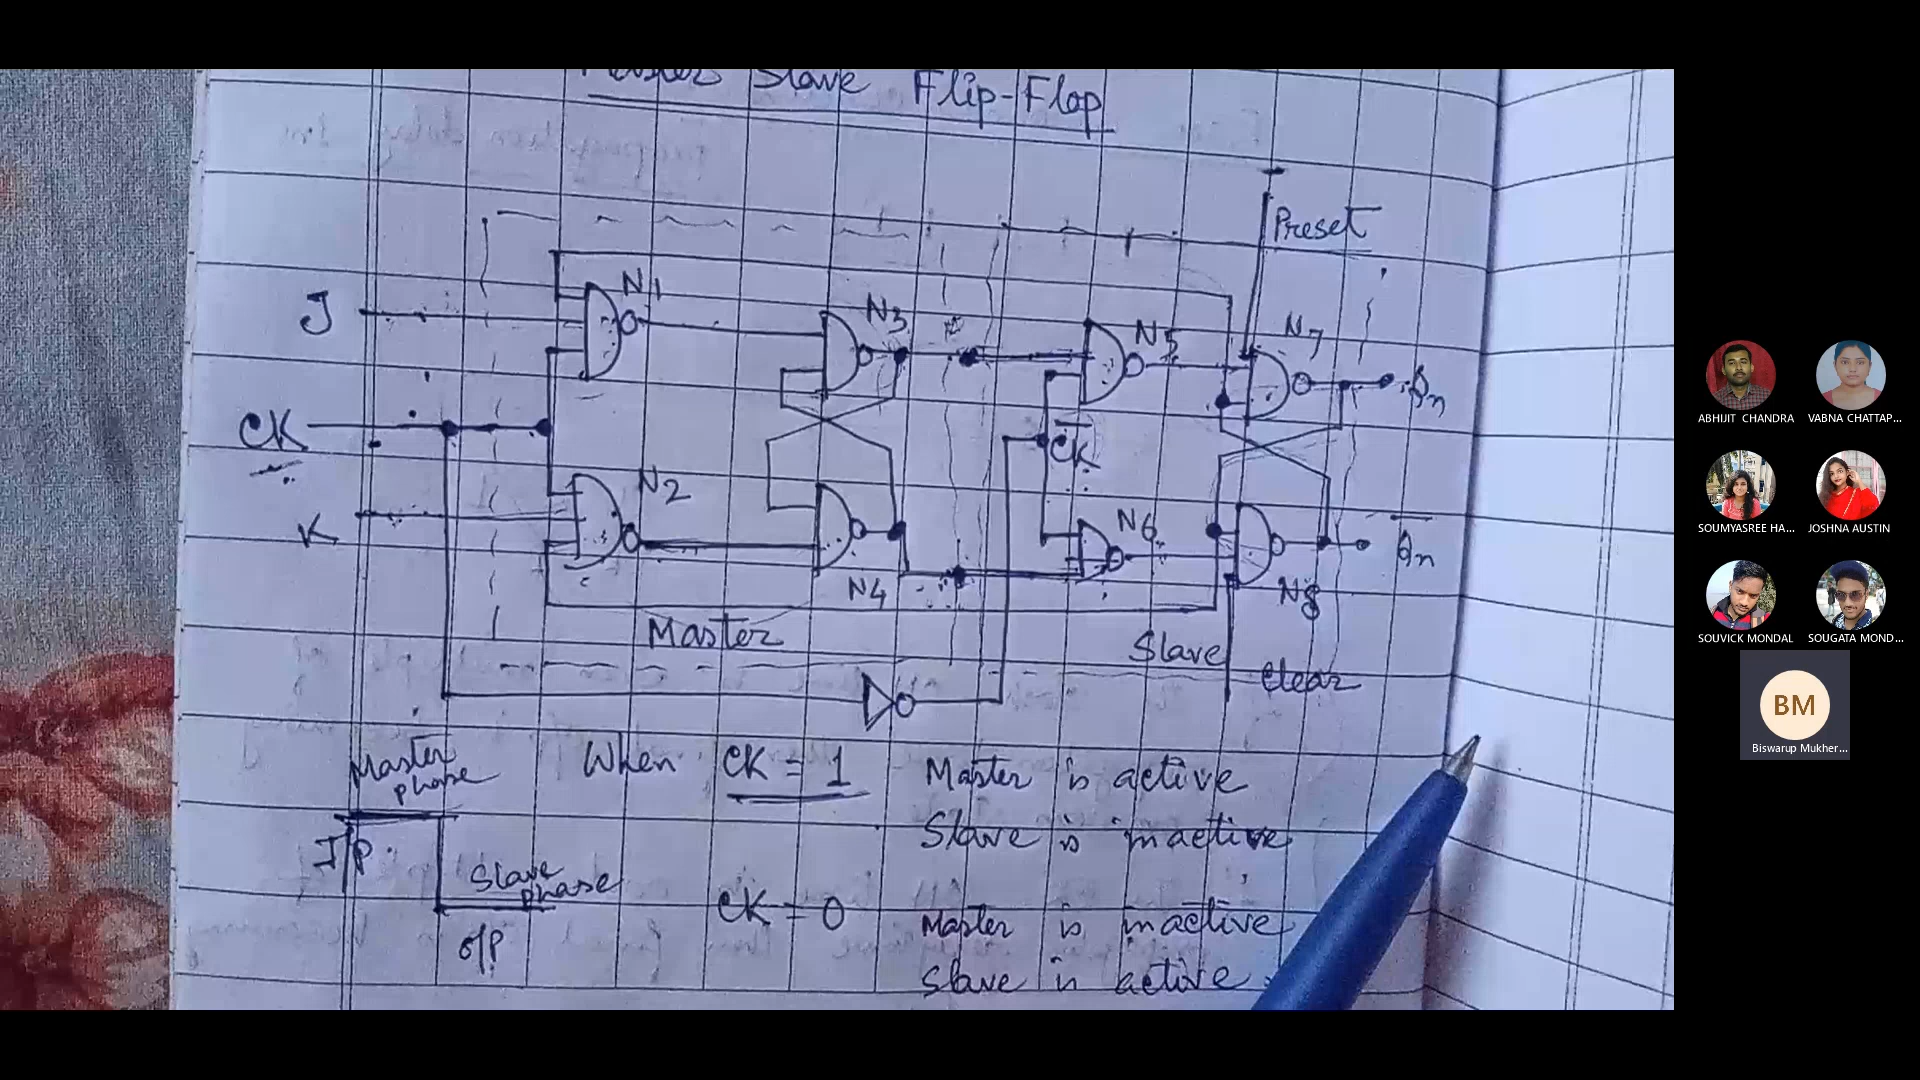 Master Slave Flip-Flop
Preset
J
N1
N3
N5
N7
Qn
CK
C̅K̅
K
N2
N4
N6
N8
Q̅n
Master
Slave
Clear
Master phase
When CK = 1 Master is active
Slave is inactive
I/P
Slave phase
O/P
CK = 0 Master is inactive
Slave is active
ABHIJIT CHANDRA
VABNA CHATTAP...
SOUMYASREE HA...
JOSHNA AUSTIN
SOUVICK MONDAL
SOUGATA MOND...
BM
Biswarup Mukher...